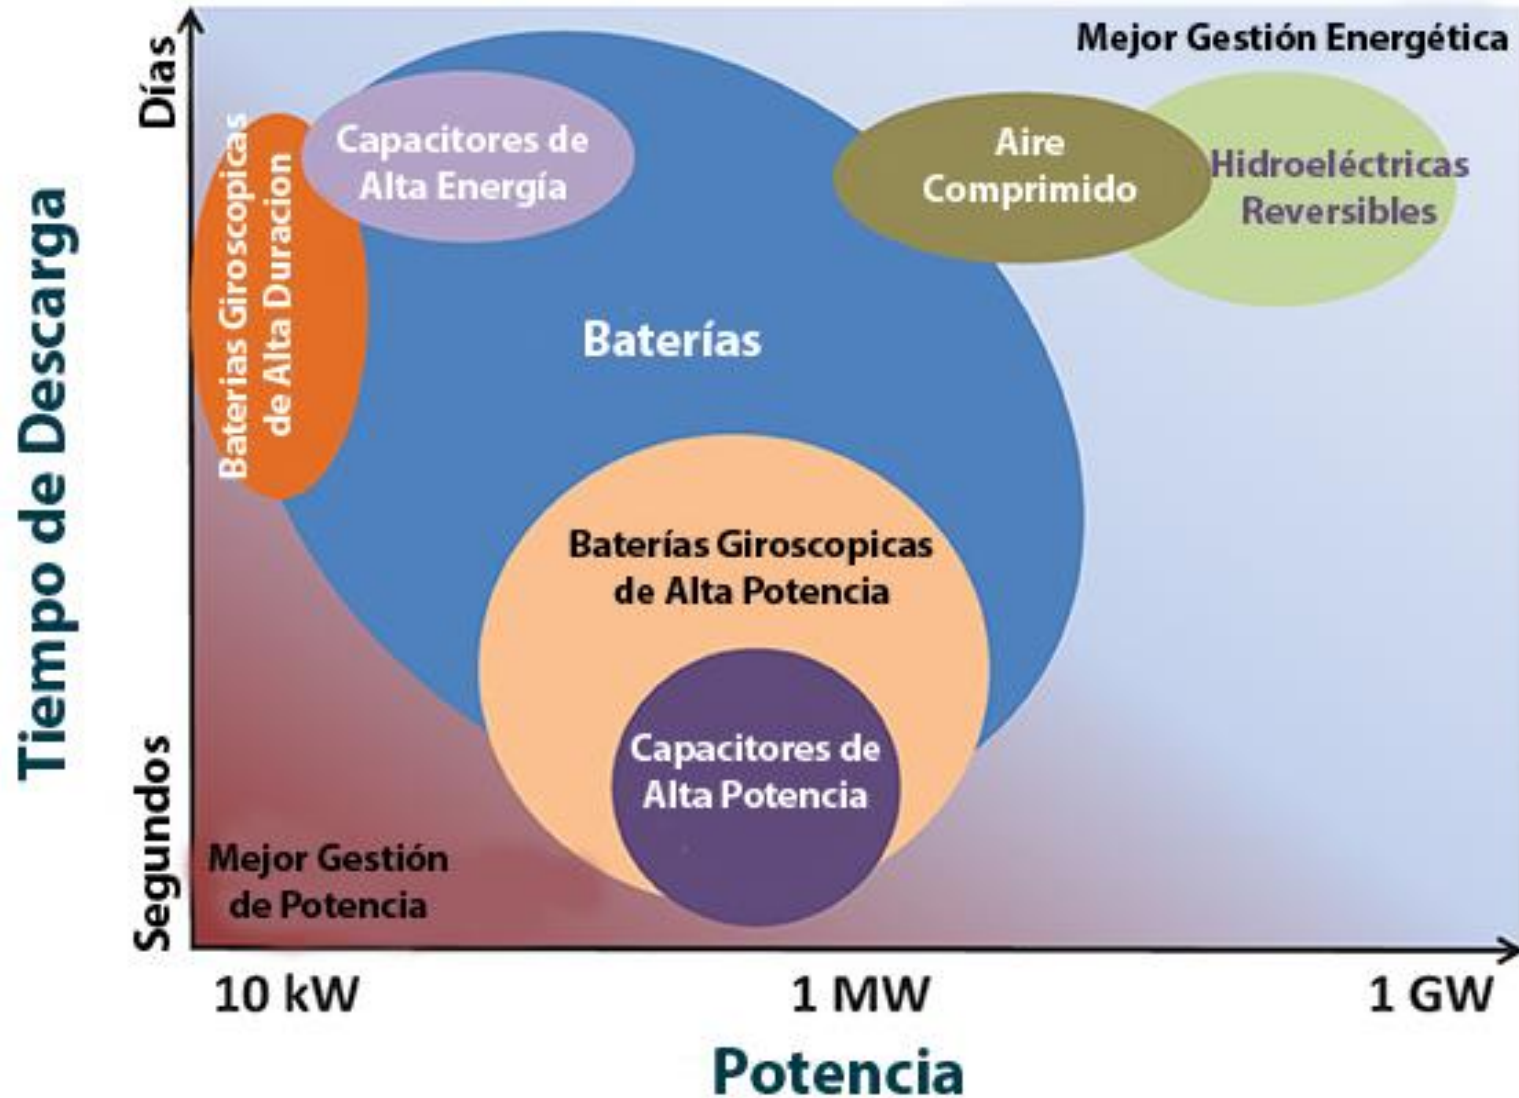 Mejor Gestión Energética
Días
Capacitores de
Alta Energía
Aire
Comprimido
Hidroeléctricas
Reversibles
Baterias Giroscopicas
de Alta Duracion
Tiempo de Descarga
Baterías
Baterías Giroscopicas
de Alta Potencia
Capacitores de
Alta Potencia
Segundos
Mejor Gestión
de Potencia
10 kW
1 MW
1 GW
Potencia